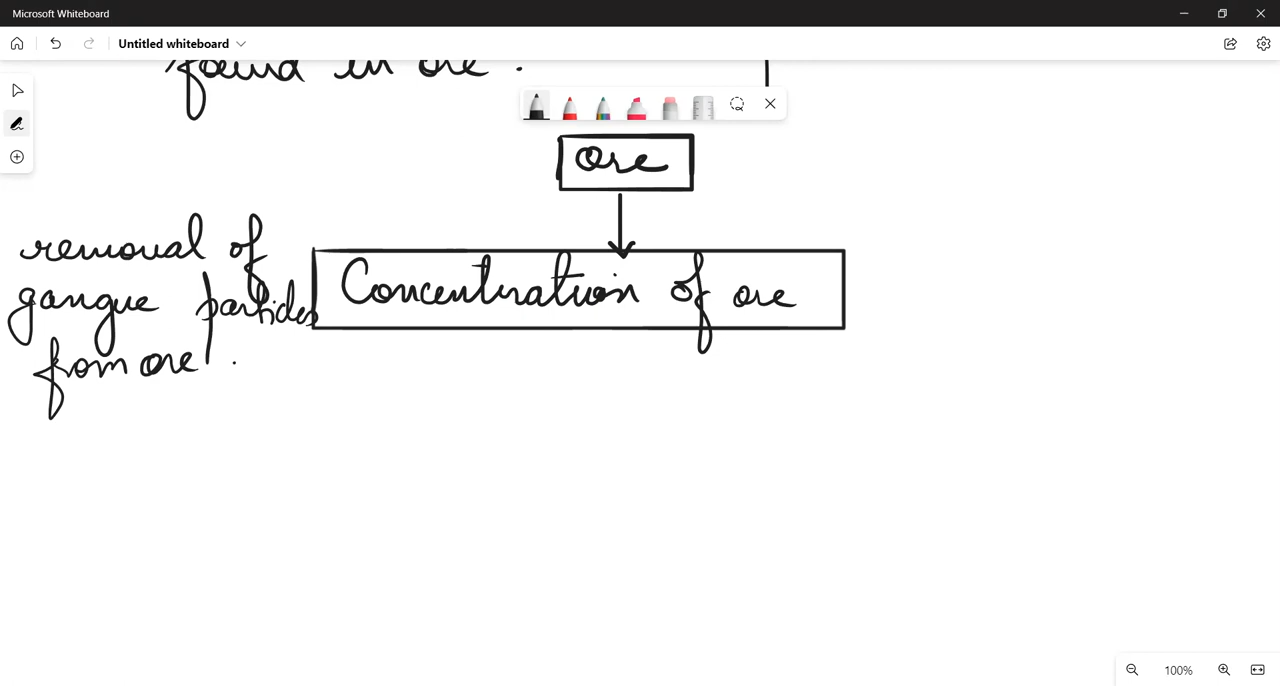 Microsoft Whiteboard
Untitled whiteboard
found in ore .
ore
removal of
gangue particles
from ore .
Concentration of ore
100%